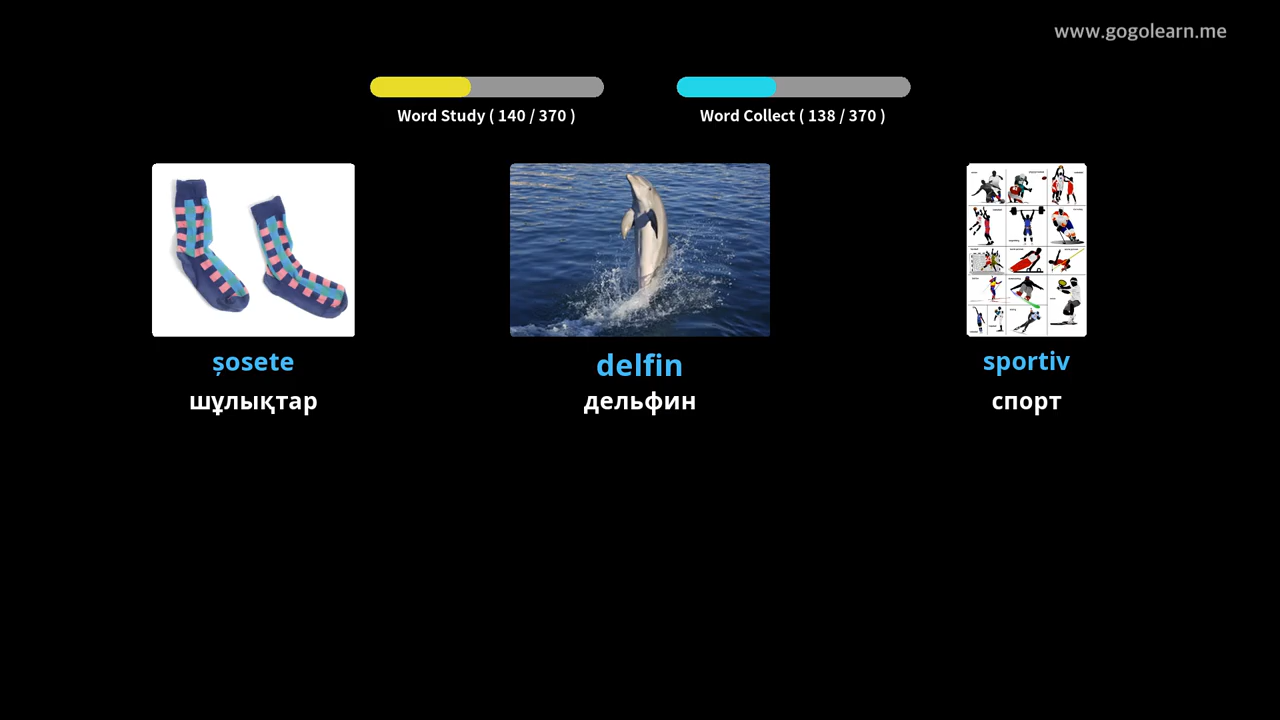 www.gogolearn.me
Word Study ( 140 / 370 )
Word Collect ( 138 / 370 )
șosete
delfin
sportiv
шұлықтар
дельфин
спорт